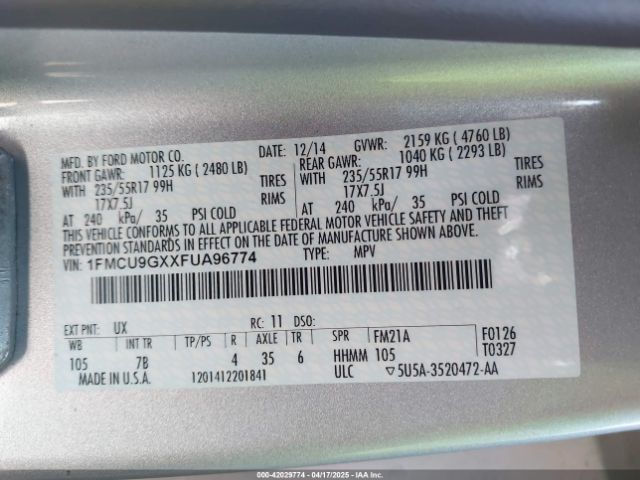 MFD. BY FORD MOTOR CO. DATE: 12/14 GVWR: 2159 KG ( 4760 LB)
FRONT GAWR: 1125 KG ( 2480 LB) REAR GAWR: 1040 KG ( 2293 LB)
WITH 235/55R17 99H TIRES WITH 235/55R17 99H TIRES
17X7.5J RIMS 17X7.5J RIMS
AT 240 kPa/ 35 PSI COLD AT 240 kPa/ 35 PSI COLD
THIS VEHICLE CONFORMS TO ALL APPLICABLE FEDERAL MOTOR VEHICLE SAFETY AND THEFT
PREVENTION STANDARDS IN EFFECT ON THE DATE OF MANUFACTURE SHOWN ABOVE.
VIN: 1FMCU9GXXFUA96774 TYPE: MPV
EXT PNT: UX RC: 11 DSO:
WB INT TR TP/PS R AXLE TR SPR FM21A F0126
105 7B 4 35 6 HHMM 105 T0327
MADE IN U.S.A. 1201412201841 ULC ▽5U5A-3520472-AA
© IAA. 42029774 | 04/17/2025 - IAAI.COM